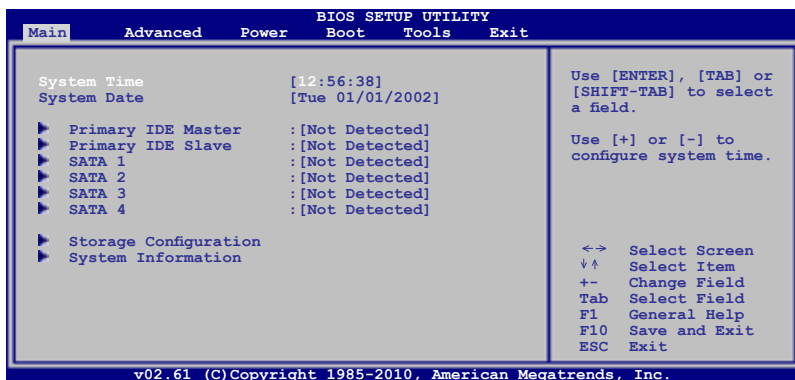 BIOS SETUP UTILITY
Main Advanced Power Boot Tools Exit
System Time [12:56:38]
System Date [Tue 01/01/2002]
Primary IDE Master :[Not Detected]
Primary IDE Slave :[Not Detected]
SATA 1 :[Not Detected]
SATA 2 :[Not Detected]
SATA 3 :[Not Detected]
SATA 4 :[Not Detected]
Storage Configuration
System Information
Use [ENTER], [TAB] or
[SHIFT-TAB] to select
a field.
Use [+] or [-] to
configure system time.
←→ Select Screen
↓↑ Select Item
+- Change Field
Tab Select Field
F1 General Help
F10 Save and Exit
ESC Exit
v02.61 (C)Copyright 1985-2010, American Megatrends, Inc.